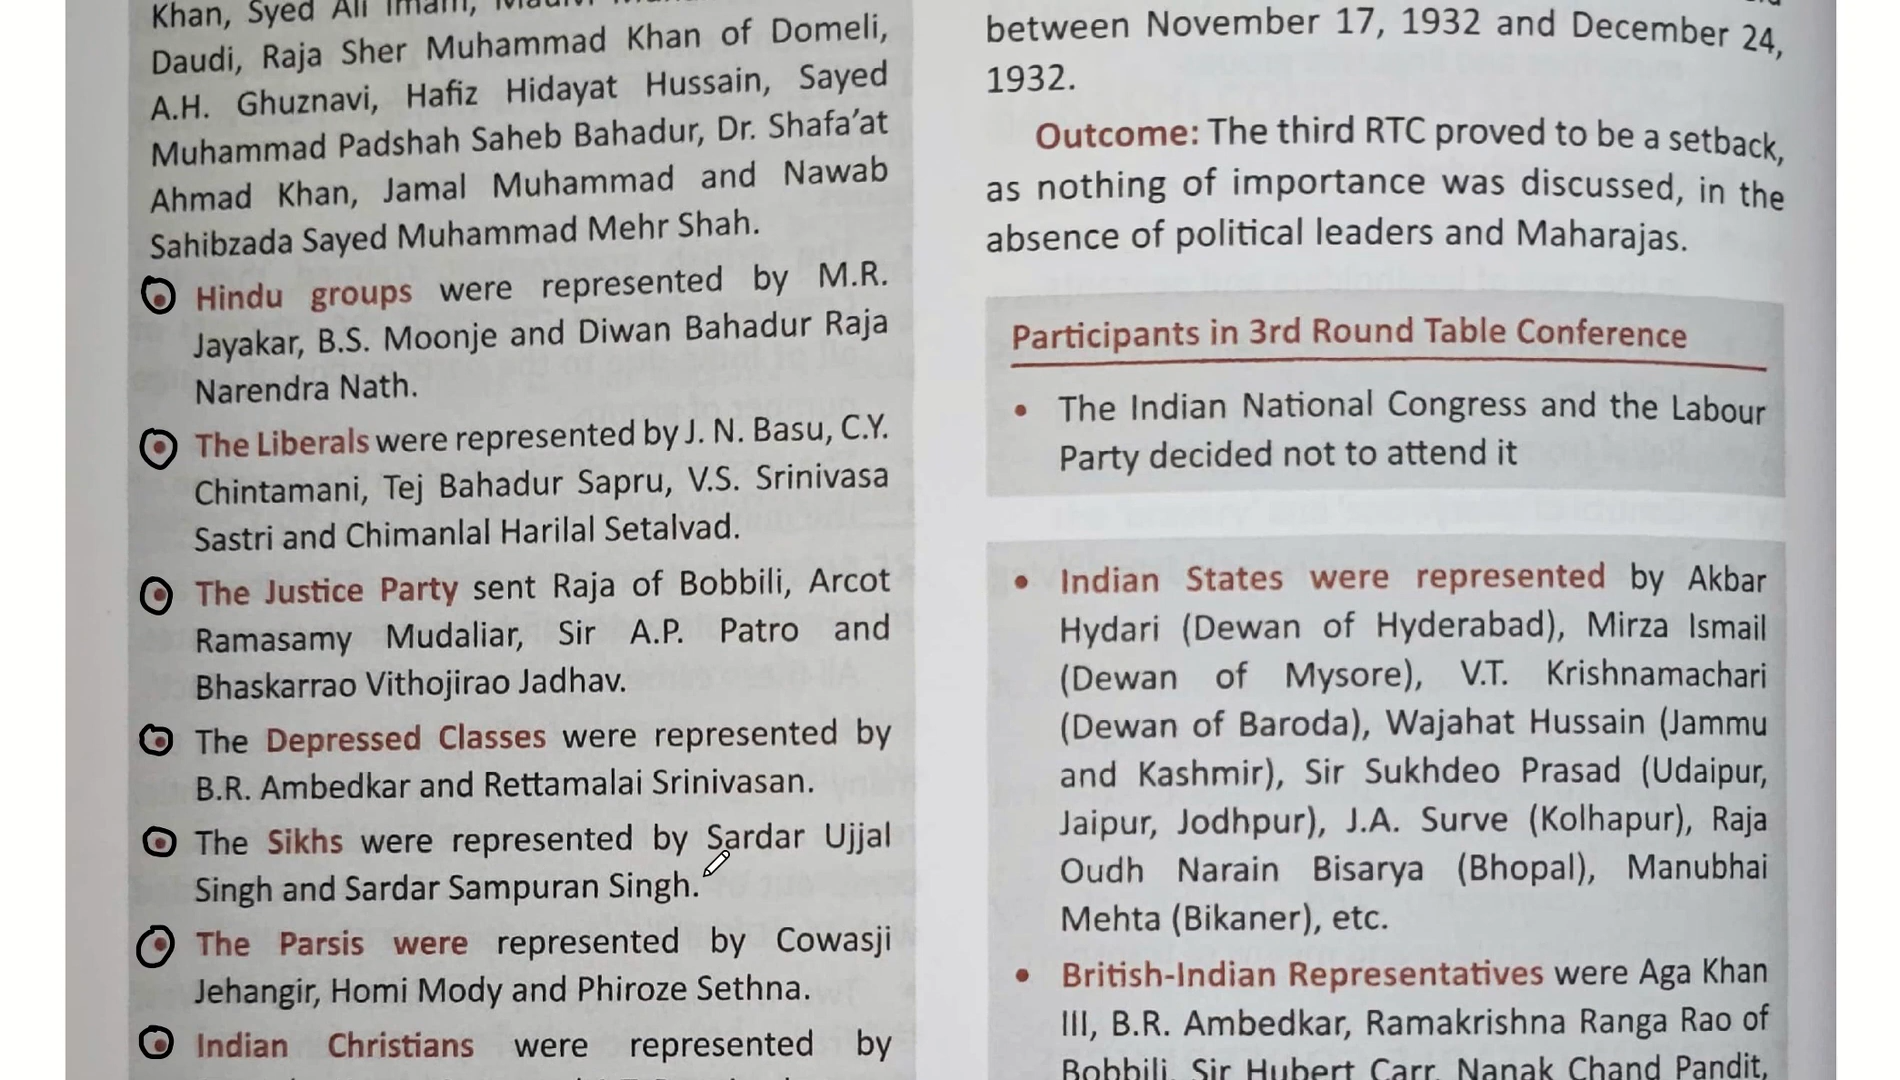 Khan, Syed Ali Imam,
Daudi, Raja Sher Muhammad Khan of Domeli,
A.H. Ghuznavi, Hafiz Hidayat Hussain, Sayed
Muhammad Padshah Saheb Bahadur, Dr. Shafa’at
Ahmad Khan, Jamal Muhammad and Nawab
Sahibzada Sayed Muhammad Mehr Shah.
Hindu groups were represented by M.R.
Jayakar, B.S. Moonje and Diwan Bahadur Raja
Narendra Nath.
The Liberals were represented by J. N. Basu, C.Y.
Chintamani, Tej Bahadur Sapru, V.S. Srinivasa
Sastri and Chimanlal Harilal Setalvad.
The Justice Party sent Raja of Bobbili, Arcot
Ramasamy Mudaliar, Sir A.P. Patro and
Bhaskarrao Vithojirao Jadhav.
The Depressed Classes were represented by
B.R. Ambedkar and Rettamalai Srinivasan.
The Sikhs were represented by Sardar Ujjal
Singh and Sardar Sampuran Singh.
The Parsis were represented by Cowasji
Jehangir, Homi Mody and Phiroze Sethna.
Indian Christians were represented by
between November 17, 1932 and December 24,
1932.
Outcome: The third RTC proved to be a setback,
as nothing of importance was discussed, in the
absence of political leaders and Maharajas.
Participants in 3rd Round Table Conference
• The Indian National Congress and the Labour
Party decided not to attend it
• Indian States were represented by Akbar
Hydari (Dewan of Hyderabad), Mirza Ismail
(Dewan of Mysore), V.T. Krishnamachari
(Dewan of Baroda), Wajahat Hussain (Jammu
and Kashmir), Sir Sukhdeo Prasad (Udaipur,
Jaipur, Jodhpur), J.A. Surve (Kolhapur), Raja
Oudh Narain Bisarya (Bhopal), Manubhai
Mehta (Bikaner), etc.
• British-Indian Representatives were Aga Khan
III, B.R. Ambedkar, Ramakrishna Ranga Rao of
Bobbili, Sir Hubert Carr, Nanak Chand Pandit,